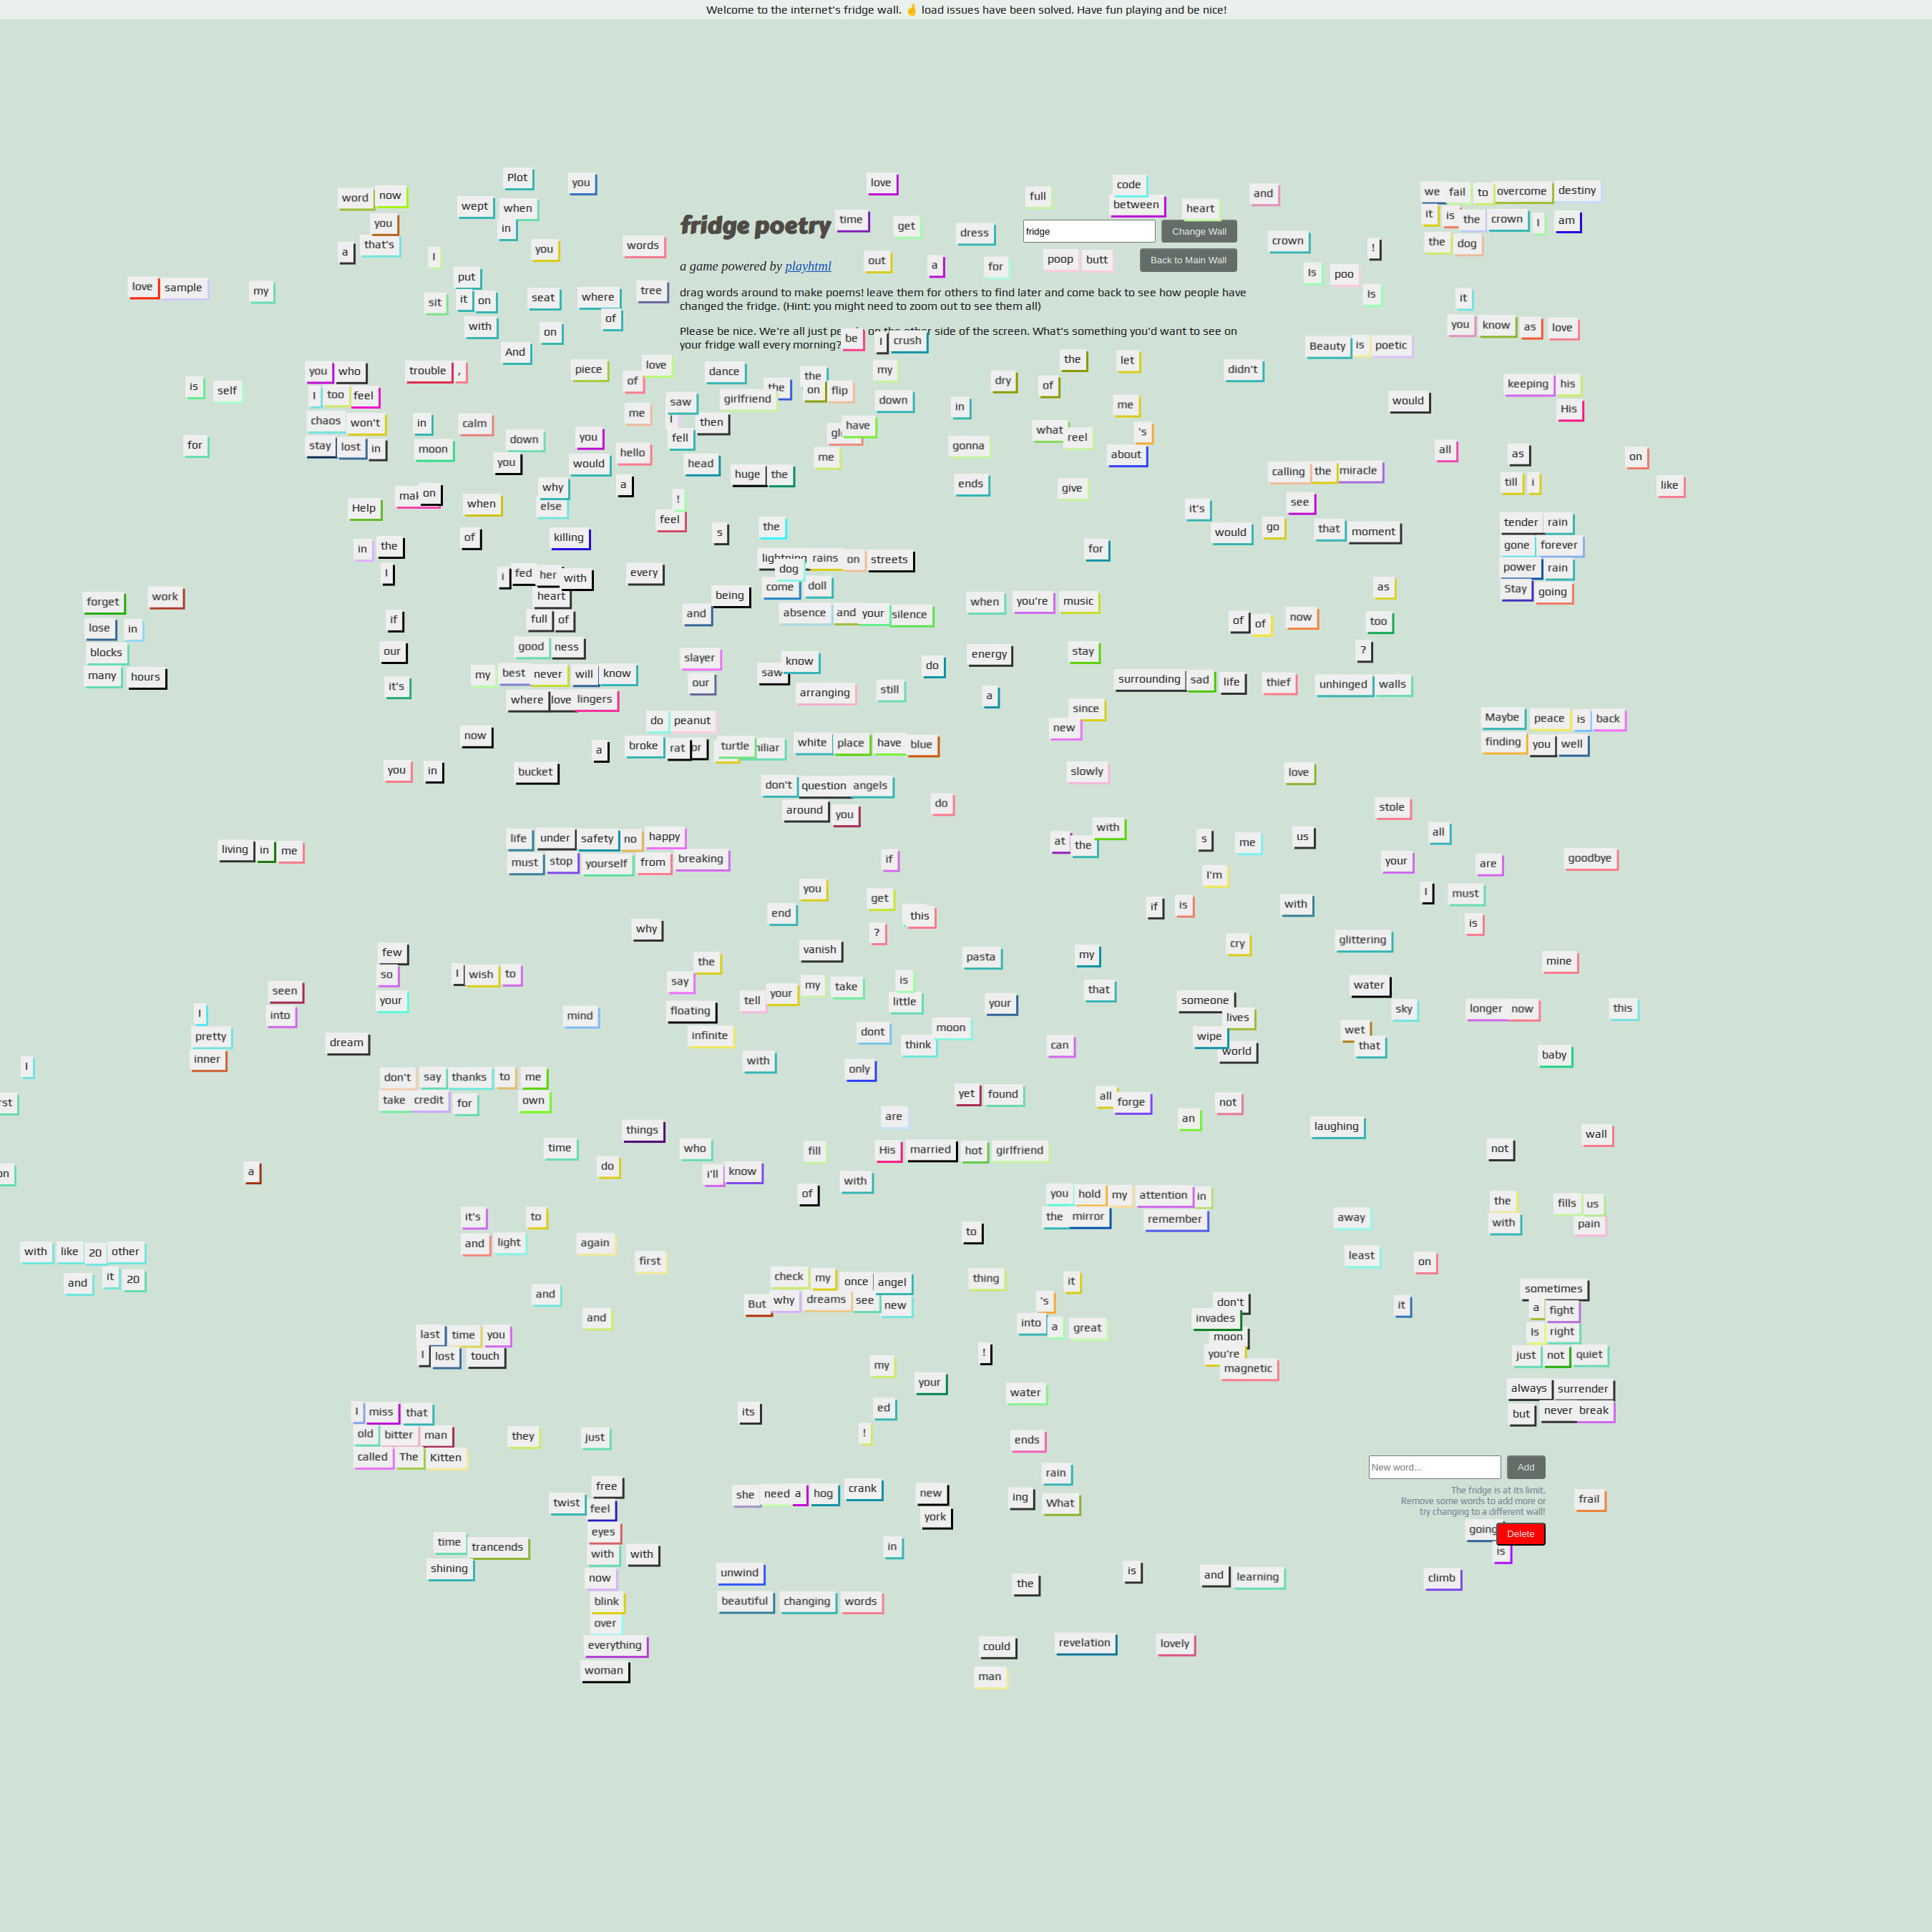 Welcome to the internet's fridge wall. 🤞 load issues have been solved. Have fun playing and be nice!
Plot you love full code and we fail to overcome destiny
word now wept when between heart
you in time get it is the crown I am
fridge poetry dress fridge Change Wall
a that's I you words crown ! the dog
out a for poop butt Back to Main Wall
a game powered by playhtml
put Is poo
love sample my sit it on seat where tree Is it
drag words around to make poems! leave them for others to find later and come back to see how people have
changed the fridge. (Hint: you might need to zoom out to see them all)
with on of you know as love
Please be nice. We're all just on the other side of the screen. What's something you'd want to see on
your fridge wall every morning? be I crush
And Beauty is poetic
you who trouble , piece love dance the my the let didn't
is self I too feel of the on flip dry of keeping his
saw girlfriend down in me would His
chaos won't in calm me I then have what 's
for stay lost in moon down you fell me gonna reel about all as on
you would hello head huge the calling the miracle
Help on when why a ! ends give see till i like
else feel s the it's
of killing would go that moment tender rain
in the lightning rains on streets for gone forever
I i fed her with every dog power rain
forget work heart being come doll when you're music as Stay going
lose in if full of and absence and your silence of of now too
blocks our good ness slayer know do energy stay ?
many hours it's my best never will know our saw arranging still a surrounding sad life thief unhinged walls
where love lingers since
do peanut new Maybe peace is back
now a broke rat or turtle white place have blue finding you well
you in bucket slowly love
don't question angels
around you do stole
life under safety no happy at the with s me us all
living in me must stop yourself from breaking if your are goodbye
you get I'm I must
end this if is with is
why ?
few vanish pasta my cry glittering mine
so I wish to the
seen your say tell your my take is your that someone water
I into mind floating little lives sky longer now this
pretty infinite dont moon wipe wet
inner dream think can world that baby
I with only
don't say thanks to me yet found all
take credit for own are forge not
things an laughing
time who fill His married hot girlfriend not wall
a do i'll know
of with you hold my attention in the fills us
it's to the mirror remember away with pain
and light again to
with like 20 other first least on
and it 20 check my once angel thing it sometimes
and But why dreams see new 's don't it a fight
and into a great invades Is right
last time you moon
I lost touch ! you're just not quiet
my magnetic
your water always surrender
I miss that its ed but never break
old bitter man they just ! ends
called The Kitten New word... Add
free rain
twist feel she need a hog crank new ing What The fridge is at its limit.
Remove some words to add more or frail
try changing to a different wall!
york
eyes going Delete
time trancends with with in is
shining now unwind the is and learning climb
blink beautiful changing words
over
everything could revelation lovely
woman man